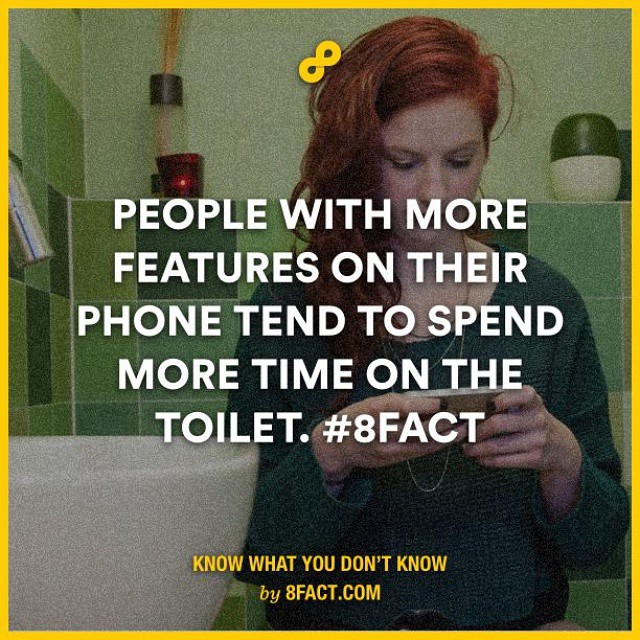 PEOPLE WITH MORE
FEATURES ON THEIR
PHONE TEND TO SPEND
MORE TIME ON THE
TOILET. #8FACT
KNOW WHAT YOU DON'T KNOW
by 8FACT.COM